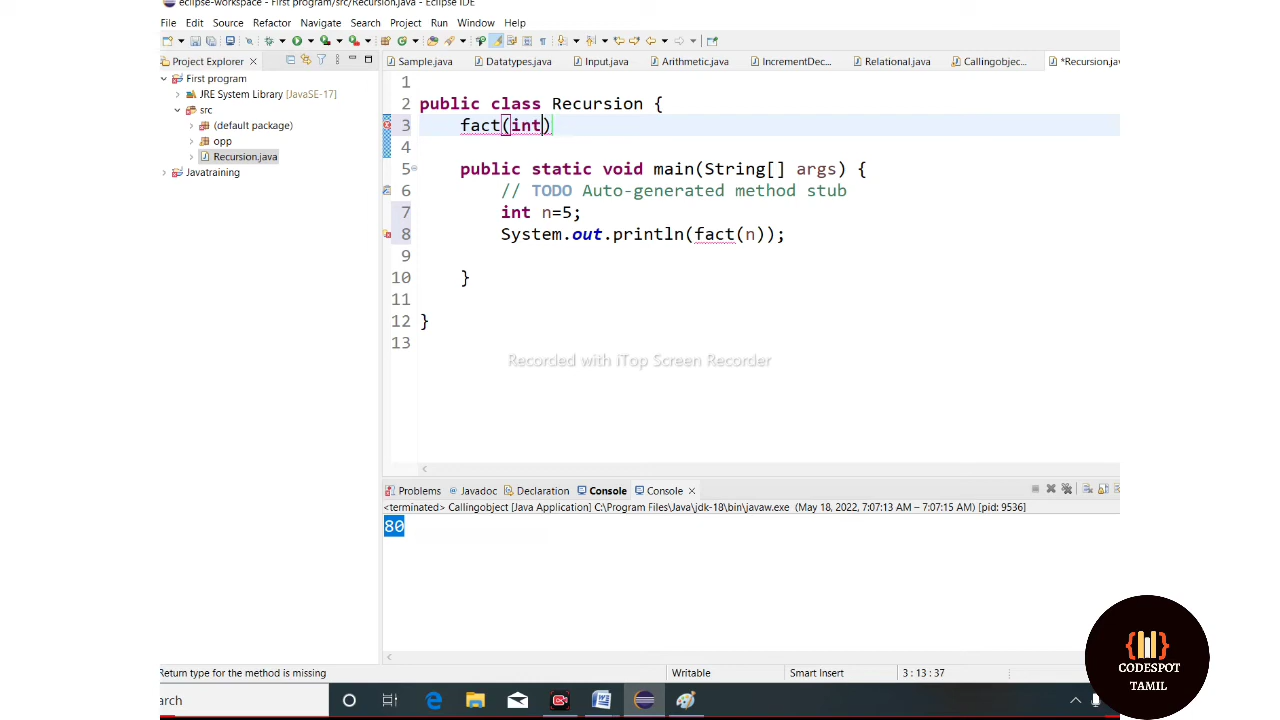 eclipse-workspace - First program/src/Recursion.java - Eclipse IDE
File Edit Source Refactor Navigate Search Project Run Window Help
Project Explorer
Sample.java Datatypes.java Input.java Arithmetic.java IncrementDec... Relational.java Callingobjec... *Recursion.jav
First program
JRE System Library [JavaSE-17]
src
(default package)
opp
Recursion.java
Javatraining
1
2 public class Recursion {
3 fact(int)
4
5 public static void main(String[] args) {
6 // TODO Auto-generated method stub
7 int n=5;
8 System.out.println(fact(n));
9
10 }
11
12 }
13
Recorded with iTop Screen Recorder
Problems Javadoc Declaration Console Console
<terminated> Callingobject [Java Application] C:\Program Files\Java\jdk-18\bin\javaw.exe (May 18, 2022, 7:07:13 AM – 7:07:15 AM) [pid: 9536]
80
Return type for the method is missing Writable Smart Insert 3 : 13 : 37
arch
CODESPOT
TAMIL